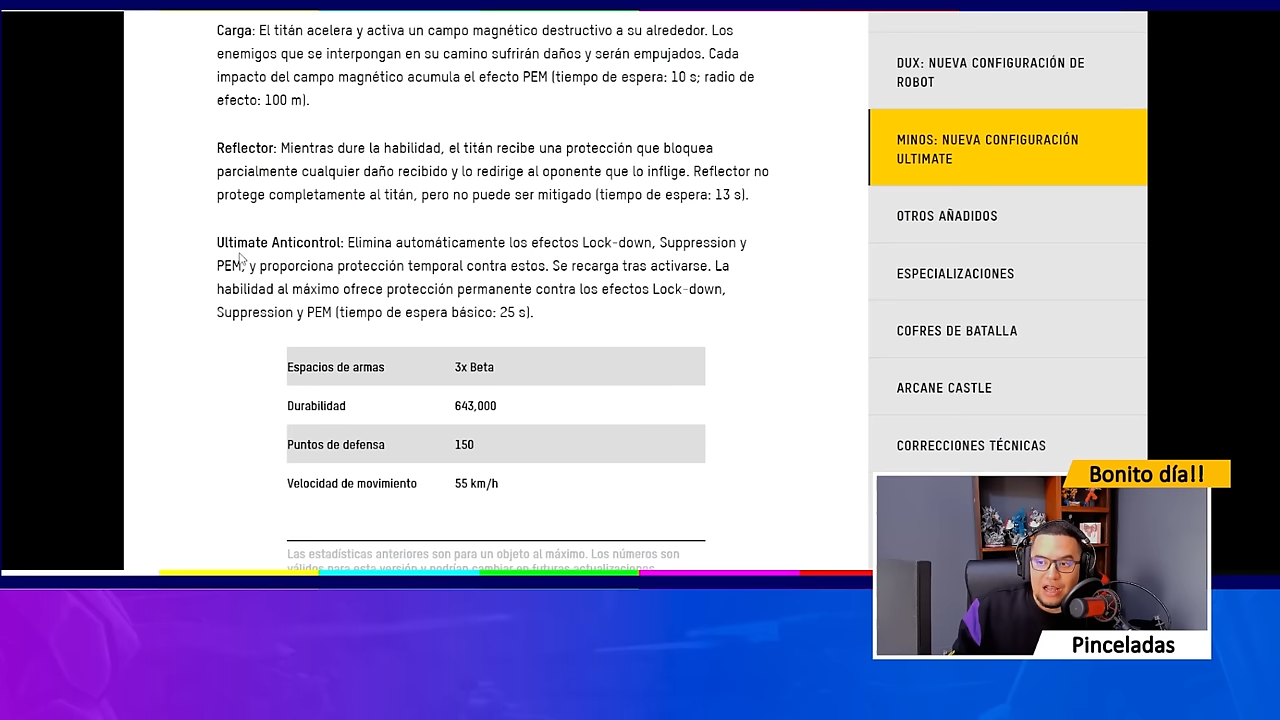 Carga: El titán acelera y activa un campo magnético destructivo a su alrededor. Los
enemigos que se interpongan en su camino sufrirán daños y serán empujados. Cada
impacto del campo magnético acumula el efecto PEM (tiempo de espera: 10 s; radio de
efecto: 100 m).
Reflector: Mientras dure la habilidad, el titán recibe una protección que bloquea
parcialmente cualquier daño recibido y lo redirige al oponente que lo inflige. Reflector no
protege completamente al titán, pero no puede ser mitigado (tiempo de espera: 13 s).
Ultimate Anticontrol: Elimina automáticamente los efectos Lock-down, Suppression y
PEM, y proporciona protección temporal contra estos. Se recarga tras activarse. La
habilidad al máximo ofrece protección permanente contra los efectos Lock-down,
Suppression y PEM (tiempo de espera básico: 25 s).
Espacios de armas 3x Beta
Durabilidad 643,000
Puntos de defensa 150
Velocidad de movimiento 55 km/h
Las estadísticas anteriores son para un objeto al máximo. Los números son
válidos para esta versión y podrían cambiar en futuras actualizaciones.
DUX: NUEVA CONFIGURACIÓN DE
ROBOT
MINOS: NUEVA CONFIGURACIÓN
ULTIMATE
OTROS AÑADIDOS
ESPECIALIZACIONES
COFRES DE BATALLA
ARCANE CASTLE
CORRECCIONES TÉCNICAS
Bonito día!!
Pinceladas